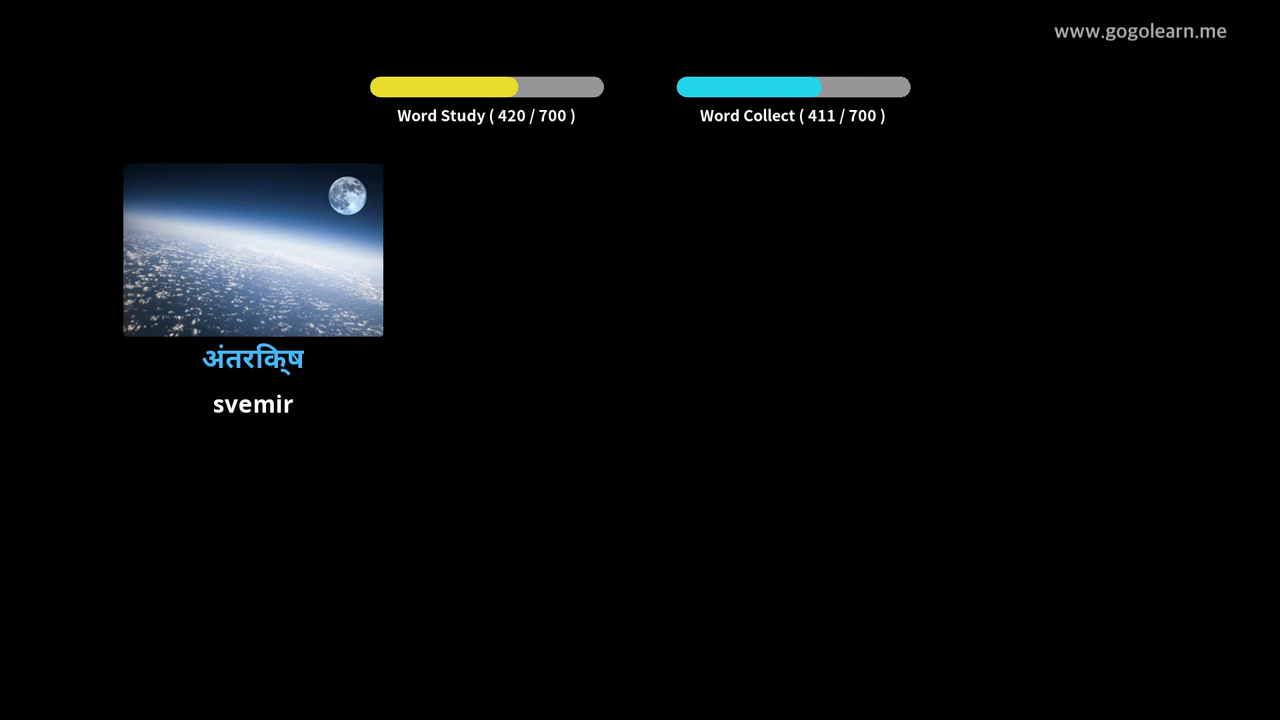 www.gogolearn.me
Word Study ( 420 / 700 )
Word Collect ( 411 / 700 )
अंतरकि्ष
svemir